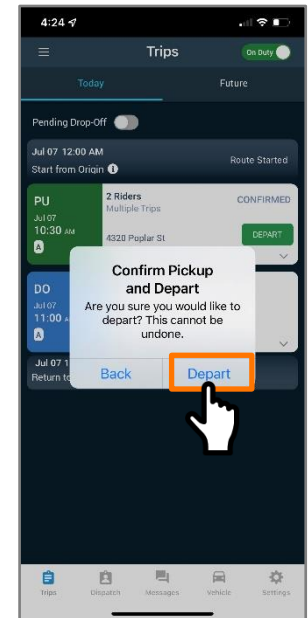 4:24
Trips
On Duty
Today
Future
Pending Drop-Off
Jul 07 12:00 AM
Start from Origin
Route Started
PU
Jul 07
10:30 AM
A
2 Riders
Multiple Trips
CONFIRMED
4320 Poplar St
DEPART
DO
Jul 07
11:00
A
Confirm Pickup
and Depart
Are you sure you would like to
depart? This cannot be
undone.
Back
Depart
Jul 07 1
Return to
Trips
Dispatch
Messages
Vehicle
Settings